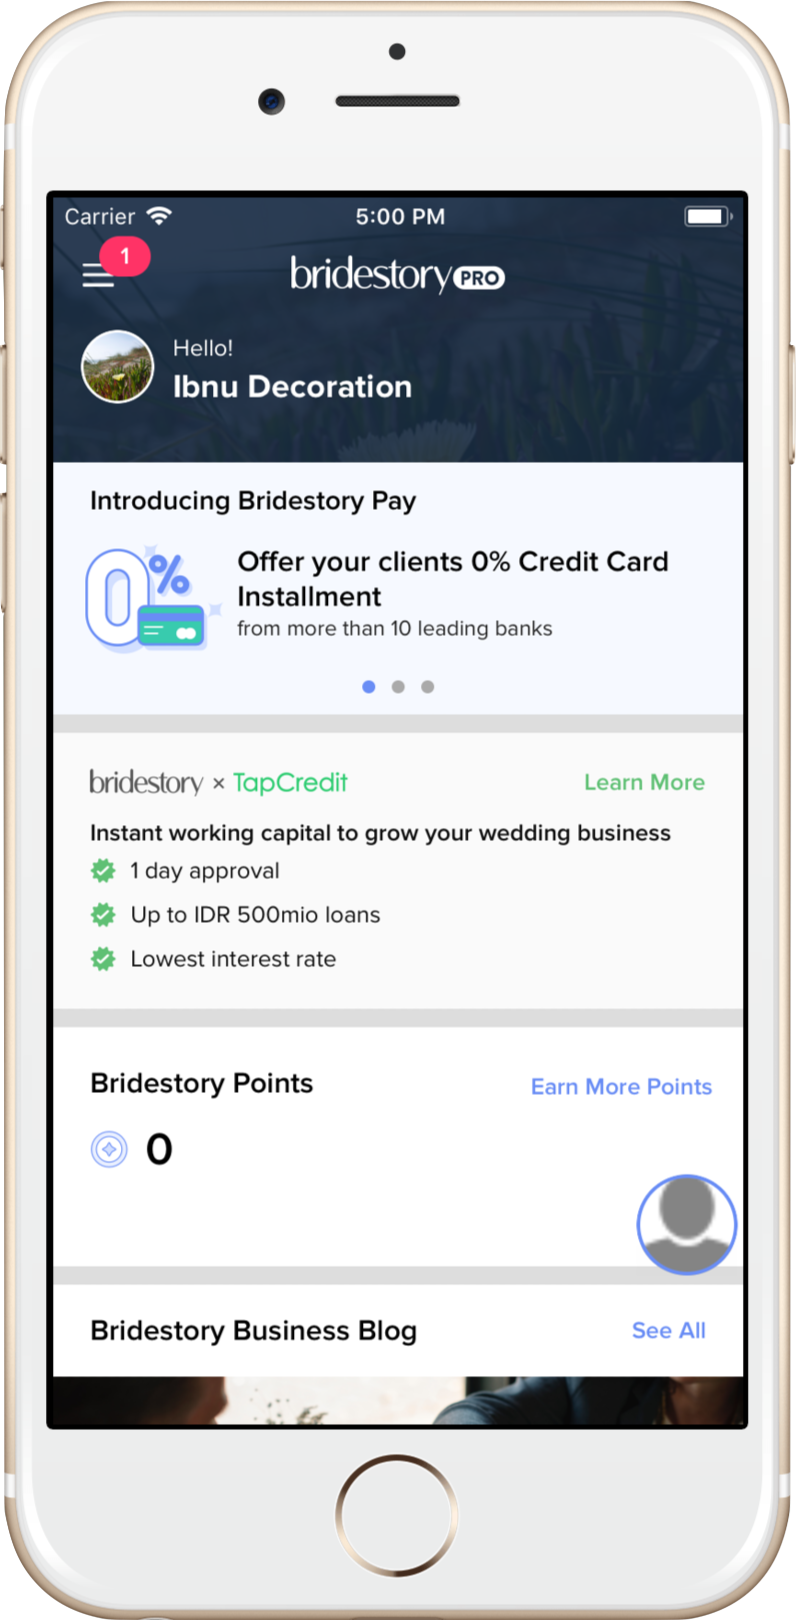 Carrier 5:00 PM
1
bridestory PRO
Hello!
Ibnu Decoration
Introducing Bridestory Pay
0%
Offer your clients 0% Credit Card
Installment
from more than 10 leading banks
bridestory × TapCredit Learn More
Instant working capital to grow your wedding business
1 day approval
Up to IDR 500mio loans
Lowest interest rate
Bridestory Points Earn More Points
0
Bridestory Business Blog See All